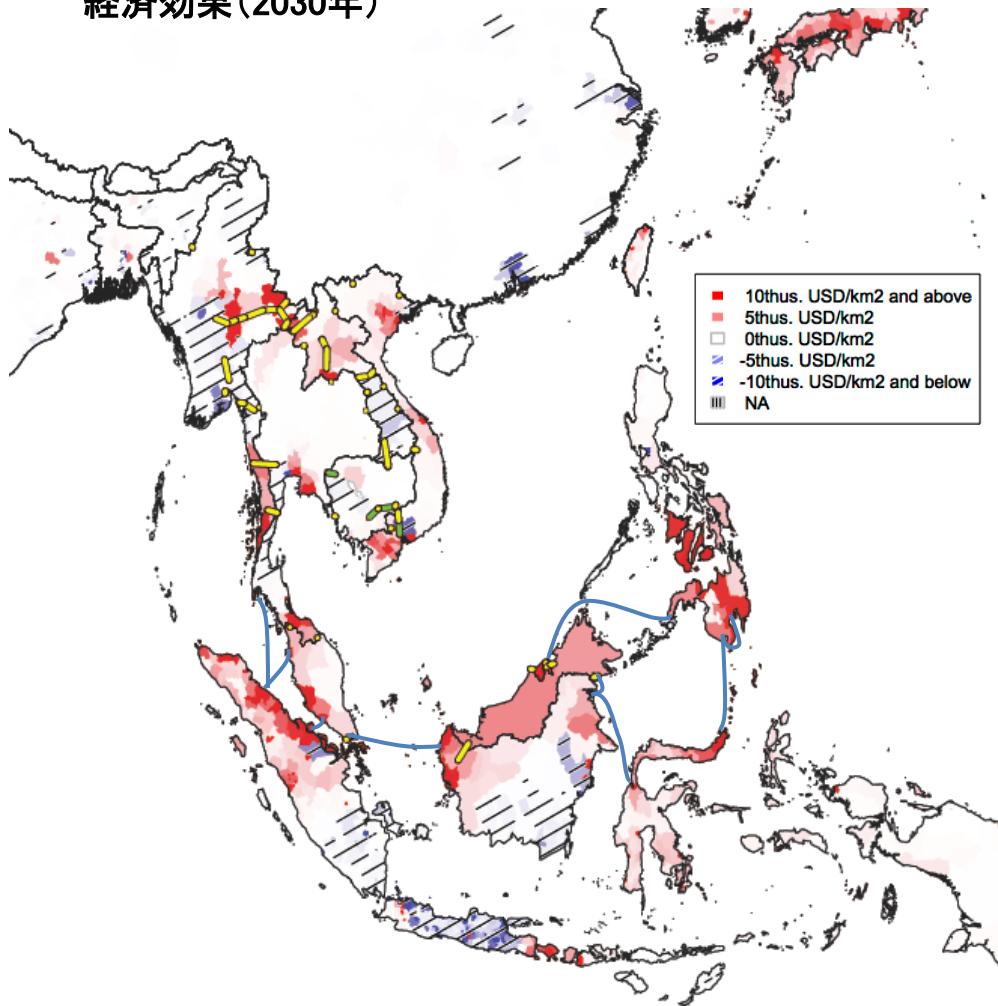 経済効果(2030年)
10thus. USD/km2 and above
5thus. USD/km2
0thus. USD/km2
-5thus. USD/km2
-10thus. USD/km2 and below
NA